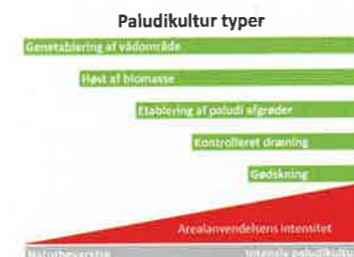 Paludikultur typer
Genetablering af vådområde
Høst af biomasse
Etablering af paludi afgrøder
Kontrolleret dræning
Gødskning
Arealanvendelsens intensitet
Naturbevarelse Intensiv paludikultur